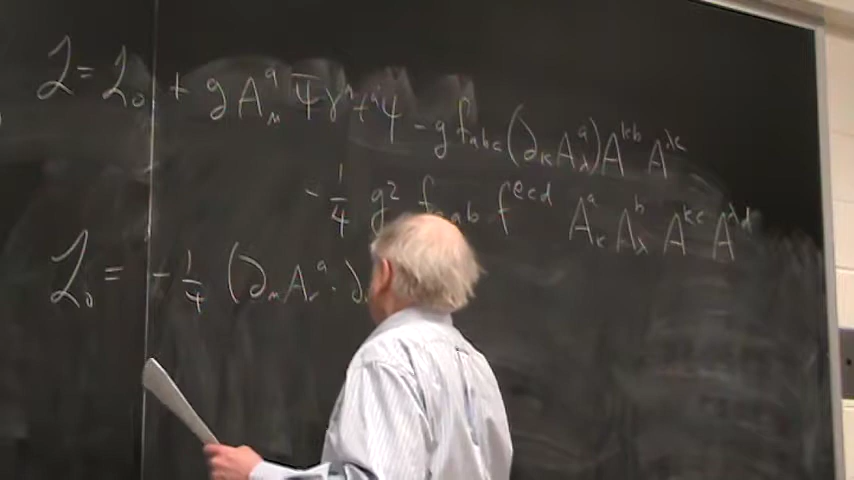 ℒ = ℒ₀ + g A_μ^a Ψ̄ γ^μ t^a Ψ - g f_abc (∂_κ A_λ^a) A^κb A^λc
- 1/4 g² f_eab f^ecd A_κ^a A_λ^b A^κc A^λd
ℒ₀ = - 1/4 (∂_μ A_ν^a - ∂